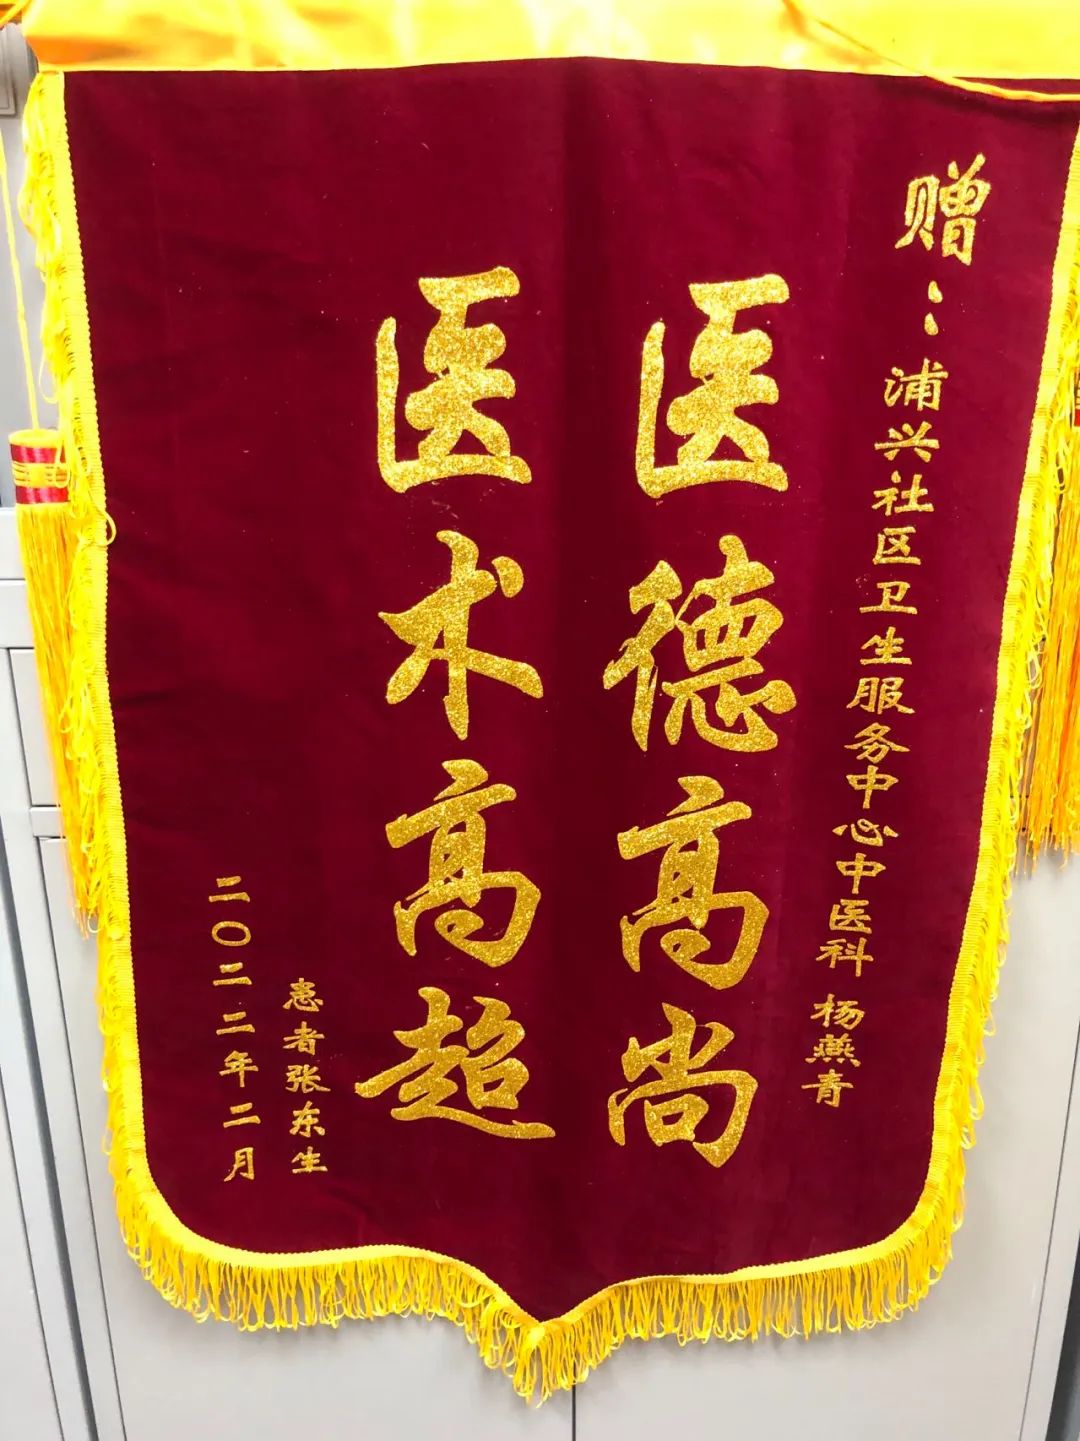 赠：浦兴社区卫生服务中心中医科 杨燕青
医德高尚
医术高超
患者张东生
二〇二二年二月